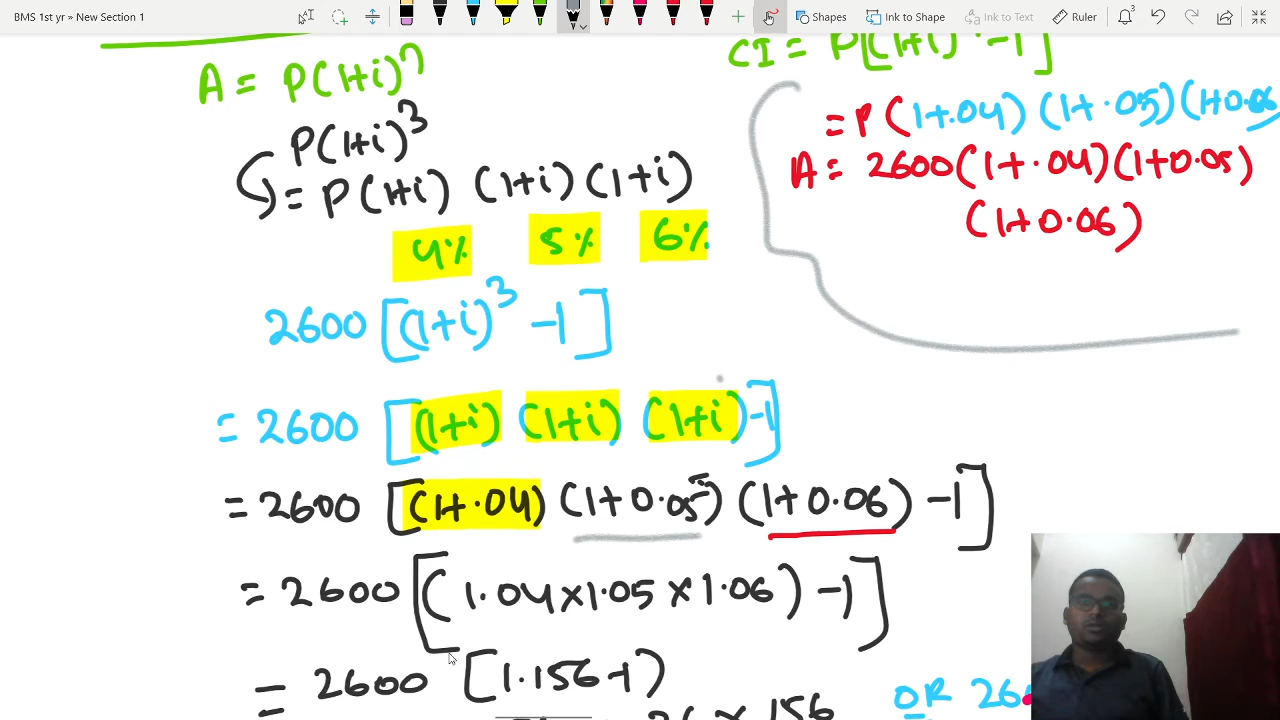 BMS 1st yr » New Section 1
Shapes
Ink to Shape
Ink to Text
Ruler
A = P(1+i)^n
CI = P[(1+i) -1]
P(1+i)^3
= P(1+i) (1+i)(1+i)
4% 5% 6%
= P(1+.04) (1+.05)(1+0.06
A = 2600(1+.04)(1+0.05)
(1+0.06)
2600 [(1+i)^3 -1]
= 2600 [(1+i) (1+i) (1+i)-1]
= 2600 [(1+.04) (1+0.05) (1+0.06) -1]
= 2600 [(1.04×1.05×1.06) -1]
= 2600 [1.156-1)
26 × 156
OR 260